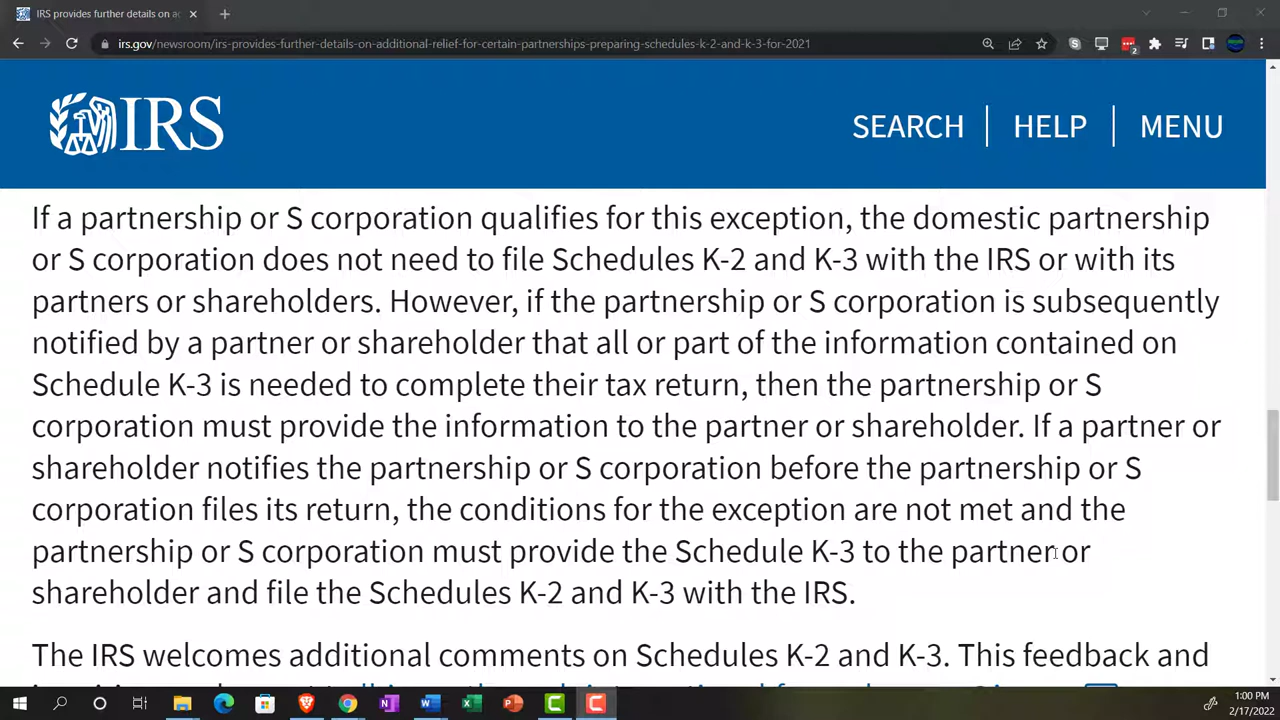 IRS provides further details on ad
irs.gov/newsroom/irs-provides-further-details-on-additional-relief-for-certain-partnerships-preparing-schedules-k-2-and-k-3-for-2021
2
IRS
SEARCH
HELP
MENU
If a partnership or S corporation qualifies for this exception, the domestic partnership
or S corporation does not need to file Schedules K-2 and K-3 with the IRS or with its
partners or shareholders. However, if the partnership or S corporation is subsequently
notified by a partner or shareholder that all or part of the information contained on
Schedule K-3 is needed to complete their tax return, then the partnership or S
corporation must provide the information to the partner or shareholder. If a partner or
shareholder notifies the partnership or S corporation before the partnership or S
corporation files its return, the conditions for the exception are not met and the
partnership or S corporation must provide the Schedule K-3 to the partner or
shareholder and file the Schedules K-2 and K-3 with the IRS.
The IRS welcomes additional comments on Schedules K-2 and K-3. This feedback and
1:00 PM
2/17/2022